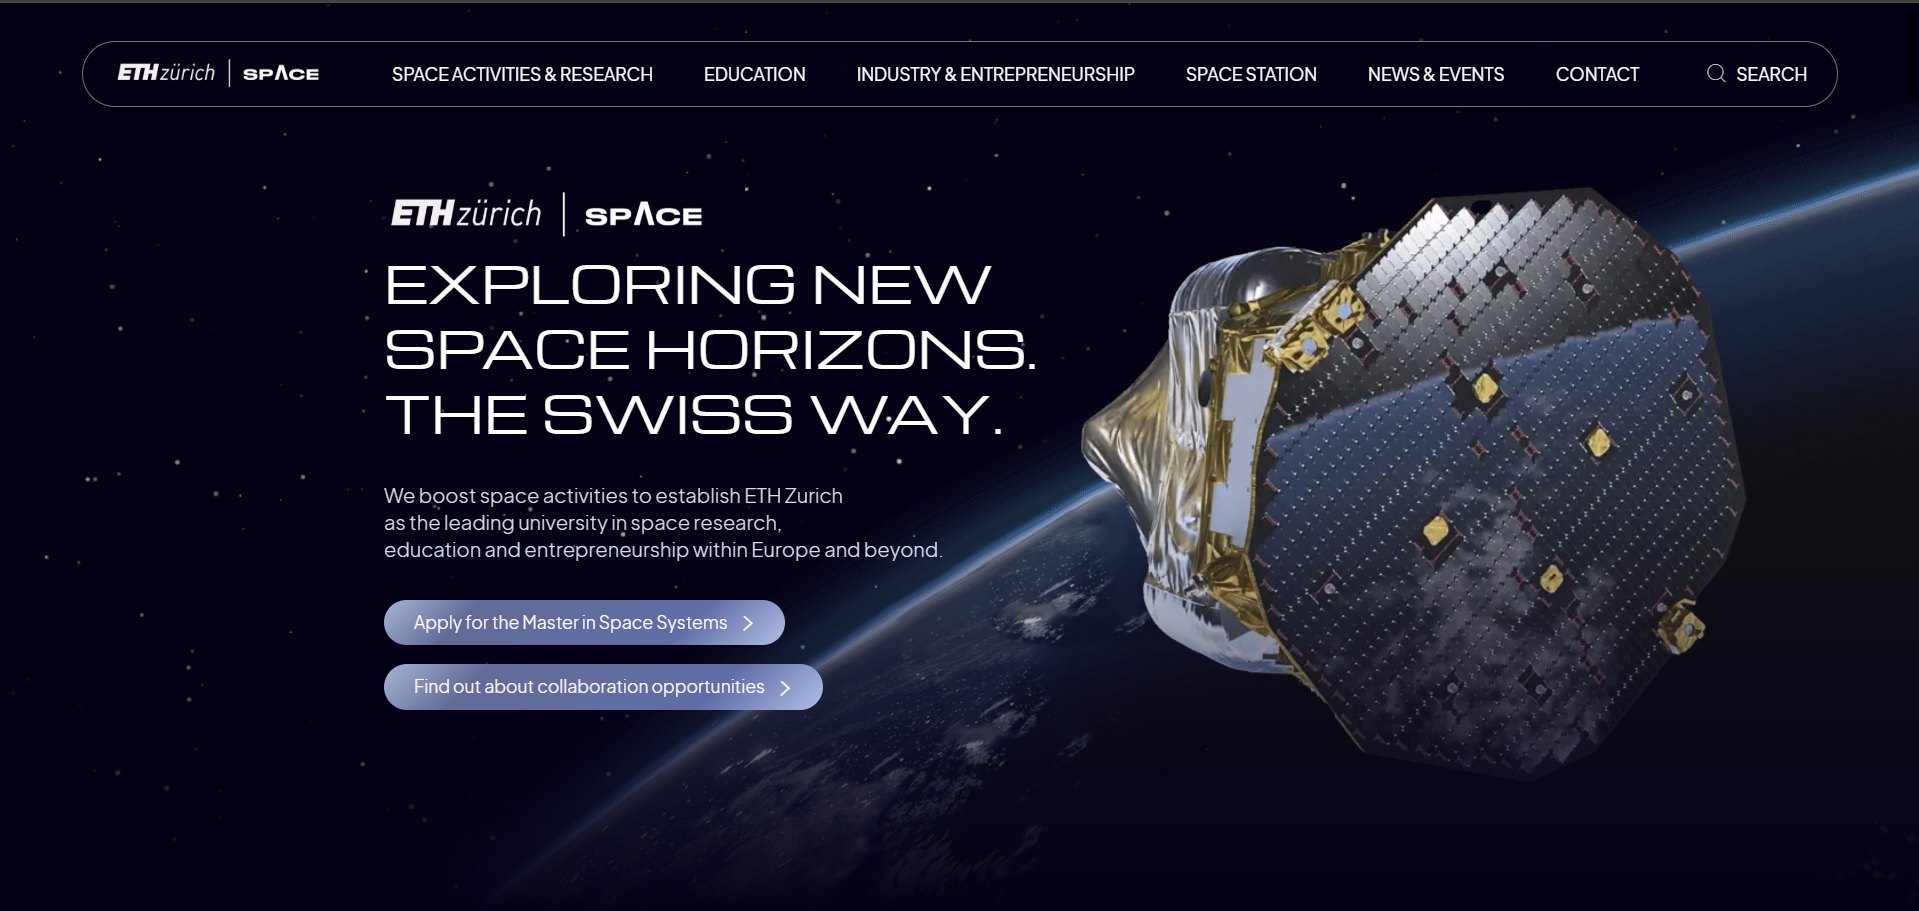 ETH zürich | SPACE
SPACE ACTIVITIES & RESEARCH
EDUCATION
INDUSTRY & ENTREPRENEURSHIP
SPACE STATION
NEWS & EVENTS
CONTACT
SEARCH
ETH zürich | SPACE
EXPLORING NEW
SPACE HORIZONS.
THE SWISS WAY.
We boost space activities to establish ETH Zurich
as the leading university in space research,
education and entrepreneurship within Europe and beyond.
Apply for the Master in Space Systems
Find out about collaboration opportunities